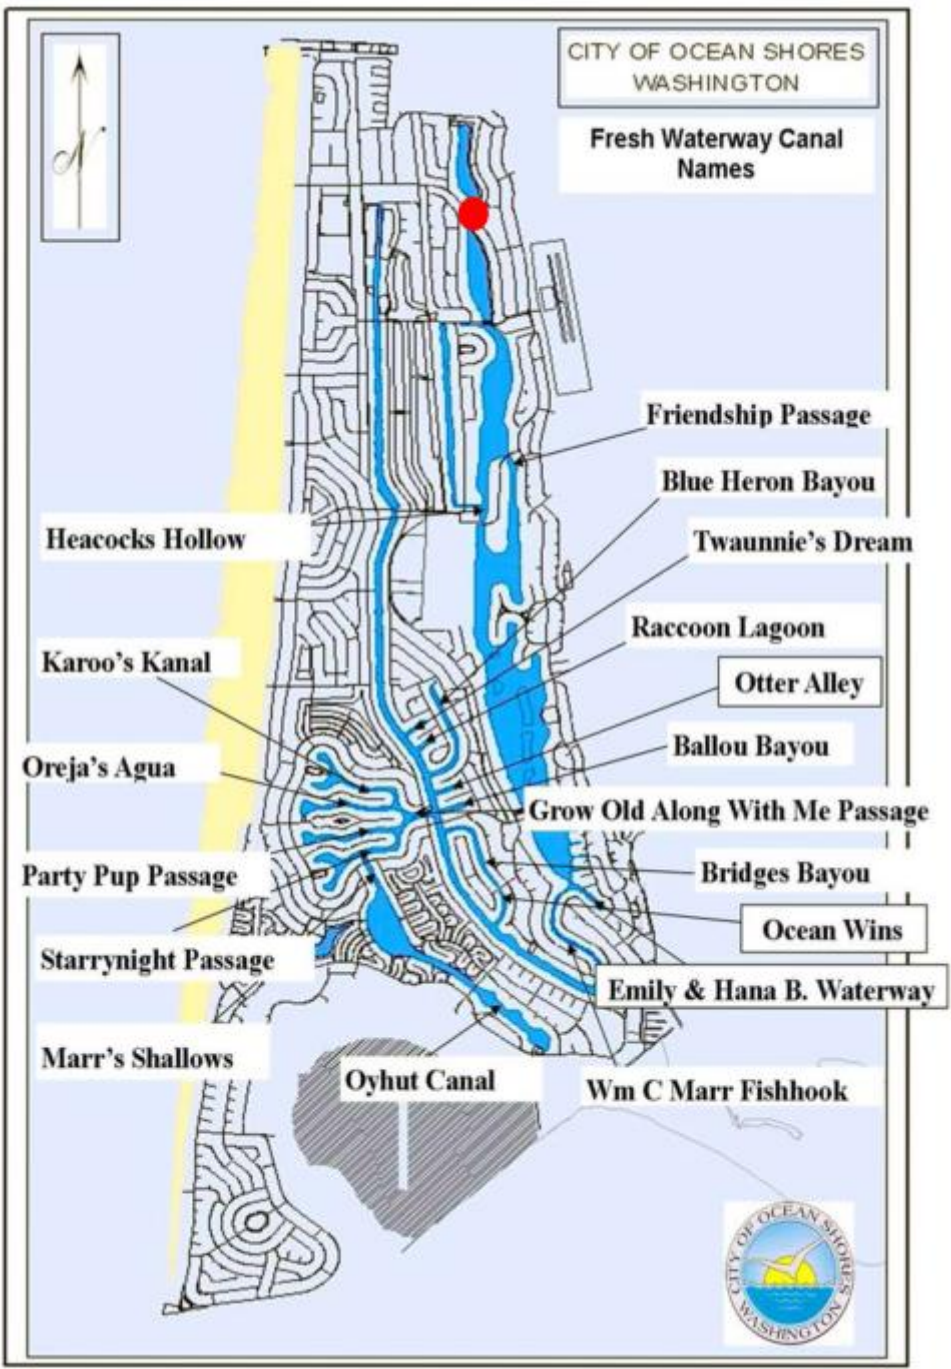 CITY OF OCEAN SHORES
WASHINGTON
Fresh Waterway Canal
Names
N
Friendship Passage
Blue Heron Bayou
Heacocks Hollow
Twaunnie's Dream
Raccoon Lagoon
Karoo's Kanal
Otter Alley
Ballou Bayou
Oreja's Agua
Grow Old Along With Me Passage
Party Pup Passage
Bridges Bayou
Ocean Wins
Starrynight Passage
Emily & Hana B. Waterway
Marr's Shallows
Oyhut Canal
Wm C Marr Fishhook
CITY OF OCEAN SHORES
WASHINGTON